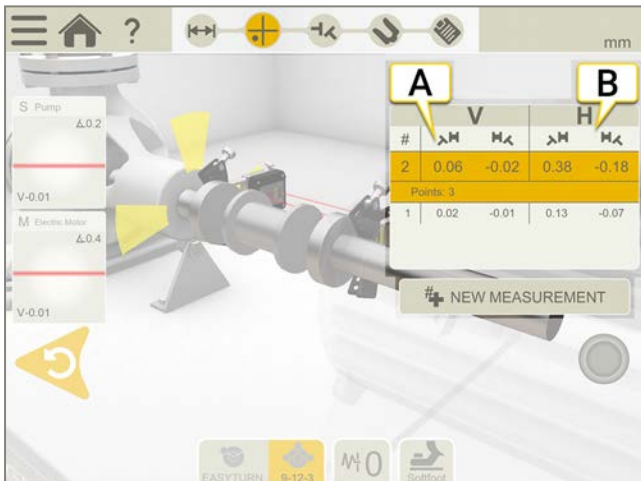 ?
mm
A B
V H
S Pump
∡0.2
V-0.01
#
2 0.06 -0.02 0.38 -0.18
Points: 3
1 0.02 -0.01 0.13 -0.07
M Electric Motor
∡0.4
V-0.01
# NEW MEASUREMENT
0
EASYTURN 9-12-3 Softfoot